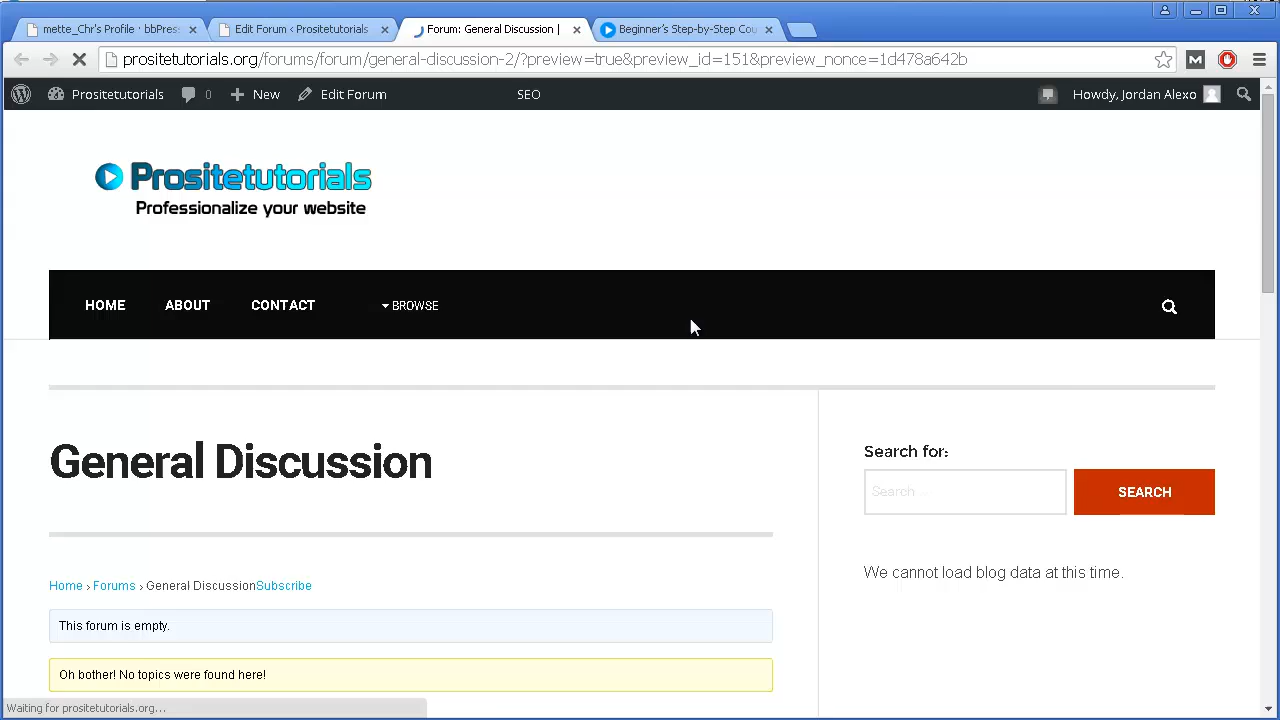 mette_Chr's Profile · bbPres:
Edit Forum ‹ Prositetutorials
Forum: General Discussion |
Beginner's Step-by-Step Cou
prositetutorials.org/forums/forum/general-discussion-2/?preview=true&preview_id=151&preview_nonce=1d478a642b
Prositetutorials 0 New Edit Forum SEO Howdy, Jordan Alexo
Prositetutorials
Professionalize your website
HOME ABOUT CONTACT BROWSE
General Discussion
Search for:
Search …
SEARCH
Home › Forums › General DiscussionSubscribe
We cannot load blog data at this time.
This forum is empty.
Oh bother! No topics were found here!
Waiting for prositetutorials.org...